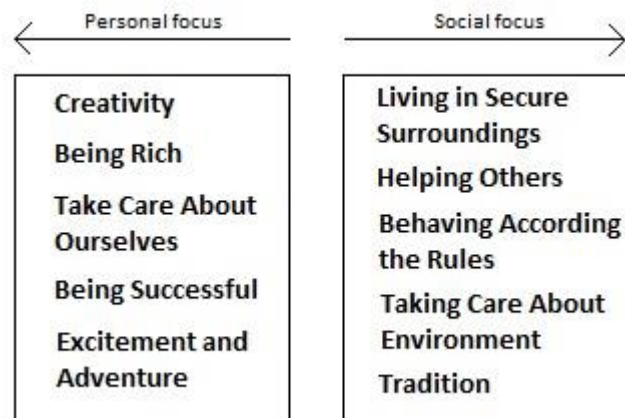 Personal focus
Creativity
Being Rich
Take Care About
Ourselves
Being Successful
Excitement and
Adventure
Social focus
Living in Secure
Surroundings
Helping Others
Behaving According
the Rules
Taking Care About
Environment
Tradition